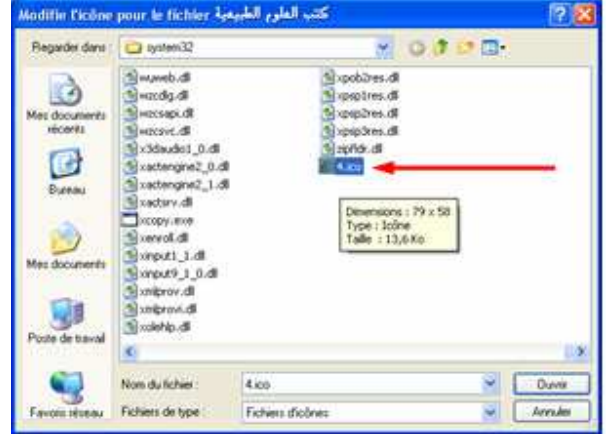 Modifie l'icône pour le fichier كتب العلوم الطبيعية
Regarder dans :
system32
Mes documents récents
Bureau
Mes documents
Poste de travail
Favoris réseau
wuweb.dll
wzcdlg.dll
wzcsapi.dll
wzcsvc.dll
x3daudio1_0.dll
xactengine2_0.dll
xactengine2_1.dll
xactsrv.dll
xcopy.exe
xenroll.dll
xinput1_1.dll
xinput9_1_0.dll
xmlprov.dll
xmlprovi.dll
xolehlp.dll
xpob2res.dll
xpsp1res.dll
xpsp2res.dll
xpsp3res.dll
zipfldr.dll
4.ico
Dimensions : 79 x 58
Type : Icône
Taille : 13,6 Ko
Nom du fichier :
4.ico
Ouvrir
Fichiers de type :
Fichiers d'icônes
Annuler